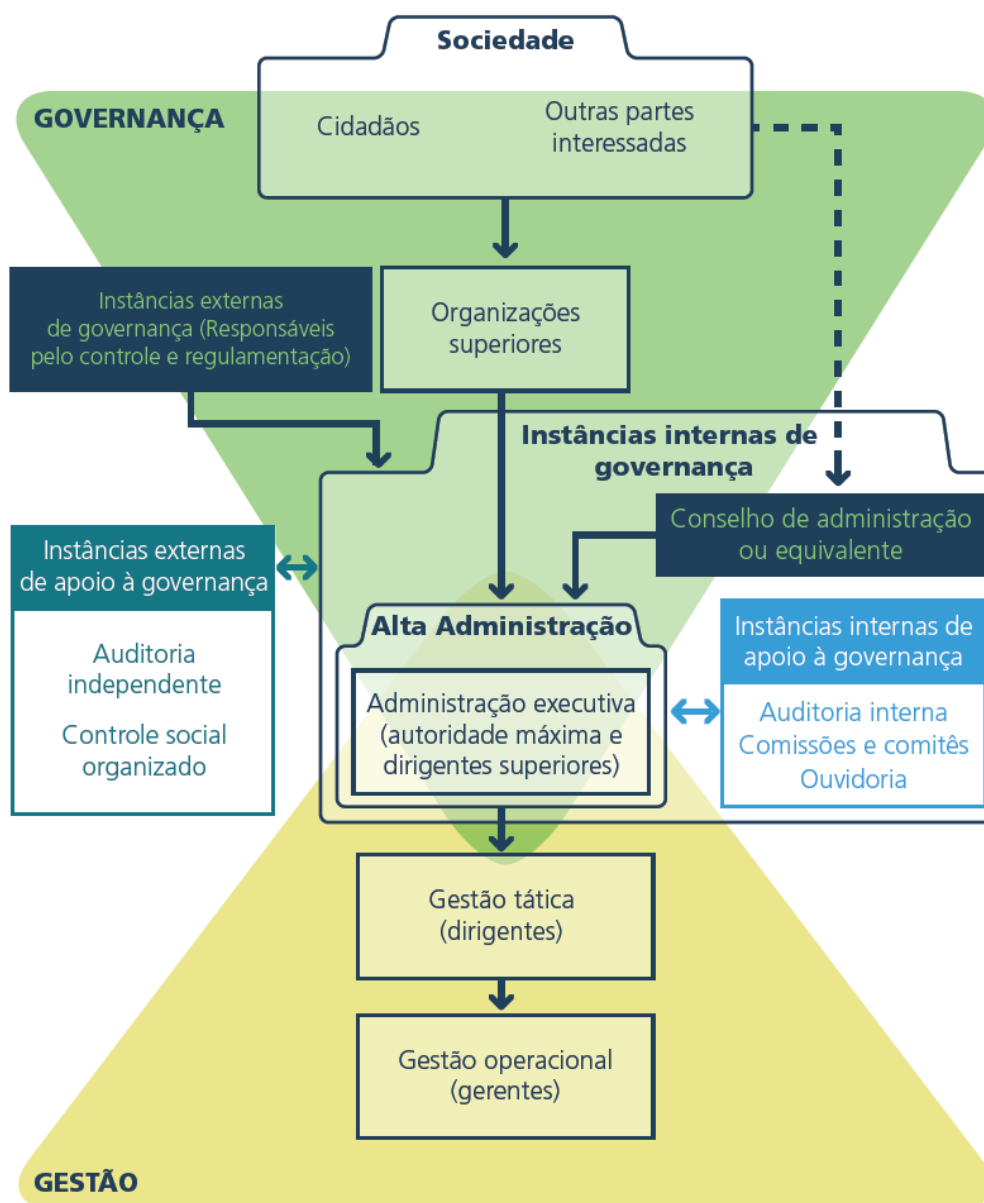 Sociedade
GOVERNANÇA
Cidadãos
Outras partes
interessadas
Instâncias externas
de governança (Responsáveis
pelo controle e regulamentação)
Organizações
superiores
Instâncias internas de
governança
Conselho de administração
ou equivalente
Instâncias externas
de apoio à governança
Auditoria
independente
Controle social
organizado
Alta Administração
Administração executiva
(autoridade máxima e
dirigentes superiores)
Instâncias internas de
apoio à governança
Auditoria interna
Comissões e comitês
Ouvidoria
Gestão tática
(dirigentes)
Gestão operacional
(gerentes)
GESTÃO